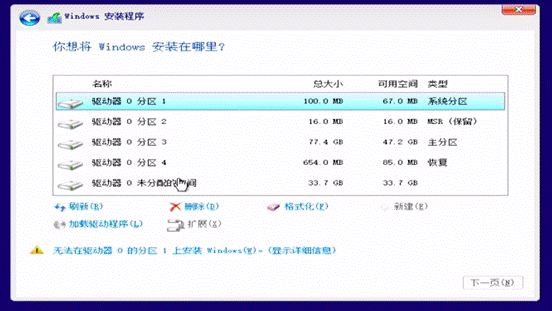 Windows 安装程序
你想将 Windows 安装在哪里?
名称 总大小 可用空间 类型
驱动器 0 分区 1 100.0 MB 67.0 MB 系统分区
驱动器 0 分区 2 16.0 MB 16.0 MB MSR (保留)
驱动器 0 分区 3 77.4 GB 47.2 GB 主分区
驱动器 0 分区 4 654.0 MB 85.0 MB 恢复
驱动器 0 未分配的空间 33.7 GB 33.7 GB
刷新(R) 删除(D) 格式化(F) 新建(E)
加载驱动程序(L) 扩展(X)
无法在驱动器 0 的分区 1 上安装 Windows(W)。(显示详细信息)
下一页(N)